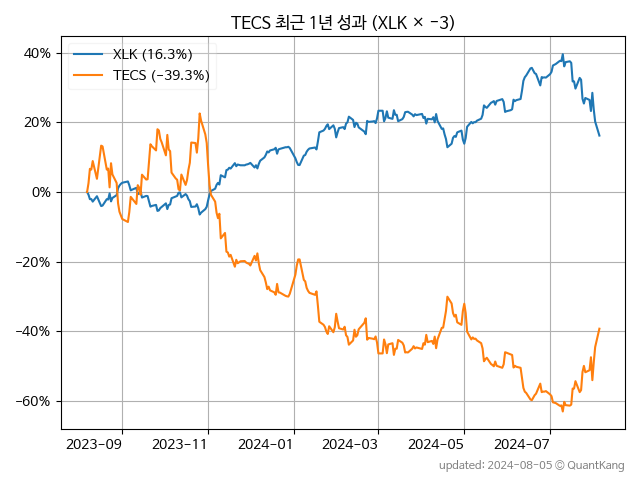 TECS 최근 1년 성과 (XLK × −3)
XLK (16.3%)
TECS (−39.3%)
40%
20%
0%
−20%
−40%
−60%
2023-09 2023-11 2024-01 2024-03 2024-05 2024-07
updated: 2024-08-05 © QuantKang